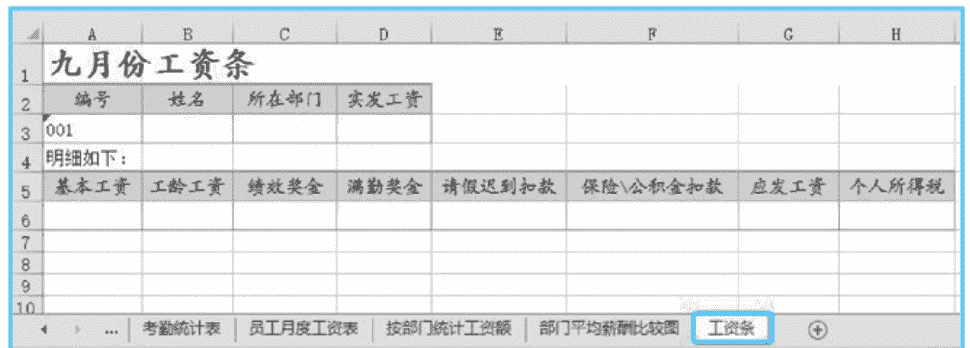 A B C D E F G H
1 九月份工资条
2 编号 姓名 所在部门 实发工资
3 001
4 明细如下：
5 基本工资 工龄工资 绩效奖金 满勤奖金 请假迟到扣款 保险\公积金扣款 应发工资 个人所得税
6
7
8
9
10
... 考勤统计表 员工月度工资表 按部门统计工资额 部门平均薪酬比较图 工资条